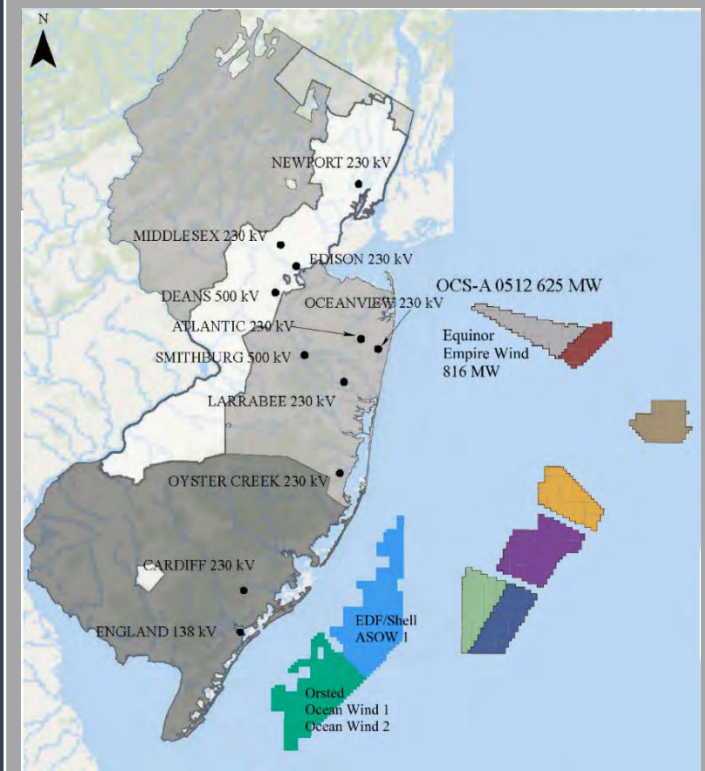 N
NEWPORT 230 kV
MIDDLESEX 230 kV
EDISON 230 kV
DEANS 500 kV
OCEANVIEW 230 kV
OCS-A 0512 625 MW
ATLANTIC 230 kV
SMITHBURG 500 kV
Equinor
Empire Wind
816 MW
LARRABEE 230 kV
OYSTER CREEK 230 kV
CARDIFF 230 kV
ENGLAND 138 kV
EDF/Shell
ASOW 1
Orsted
Ocean Wind 1
Ocean Wind 2